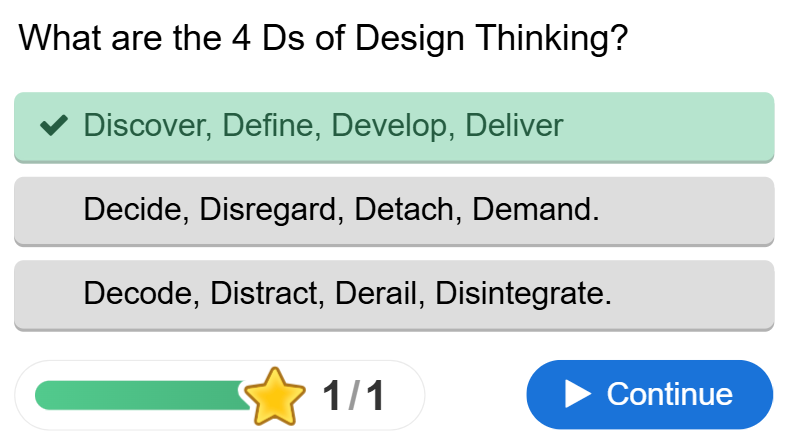 What are the 4 Ds of Design Thinking?
Discover, Define, Develop, Deliver
Decide, Disregard, Detach, Demand.
Decode, Distract, Derail, Disintegrate.
1/1
Continue